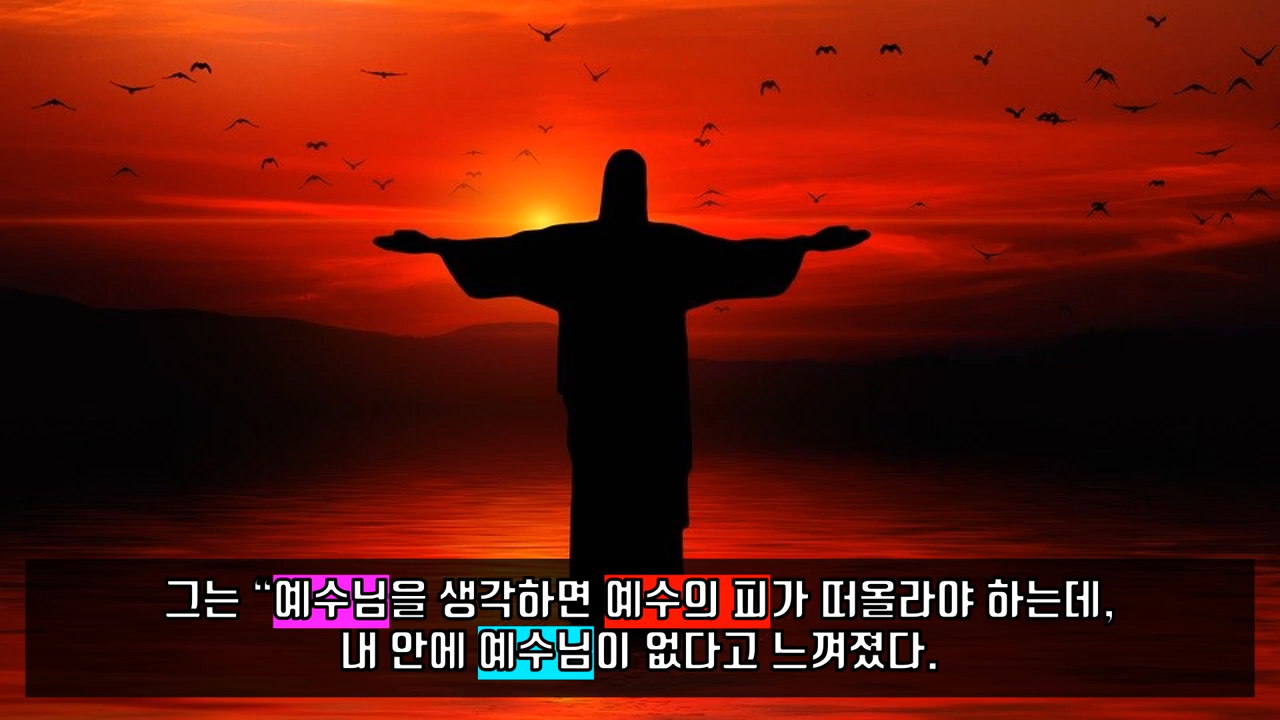 그는 “예수님을 생각하면 예수의 피가 떠올라야 하는데,
내 안에 예수님이 없다고 느껴졌다.